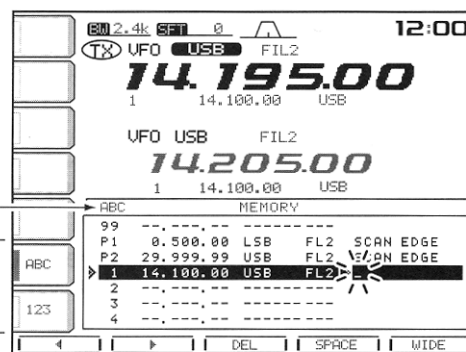 BW 2.4k SFT 0 12:00
TX VFO USB FIL2
14.195.00
1 14.100.00 USB
VFO USB FIL2
14.205.00
1 14.100.00 USB
ABC MEMORY
99 --.---.-- ---------
P1 0.500.00 LSB FL2 SCAN EDGE
P2 29.999.99 USB FL2 SCAN EDGE
1 14.100.00 USB FL2
2 --.---.-- ---------
3 --.---.-- ---------
4 --.---.-- ---------
ABC
123
DEL SPACE WIDE